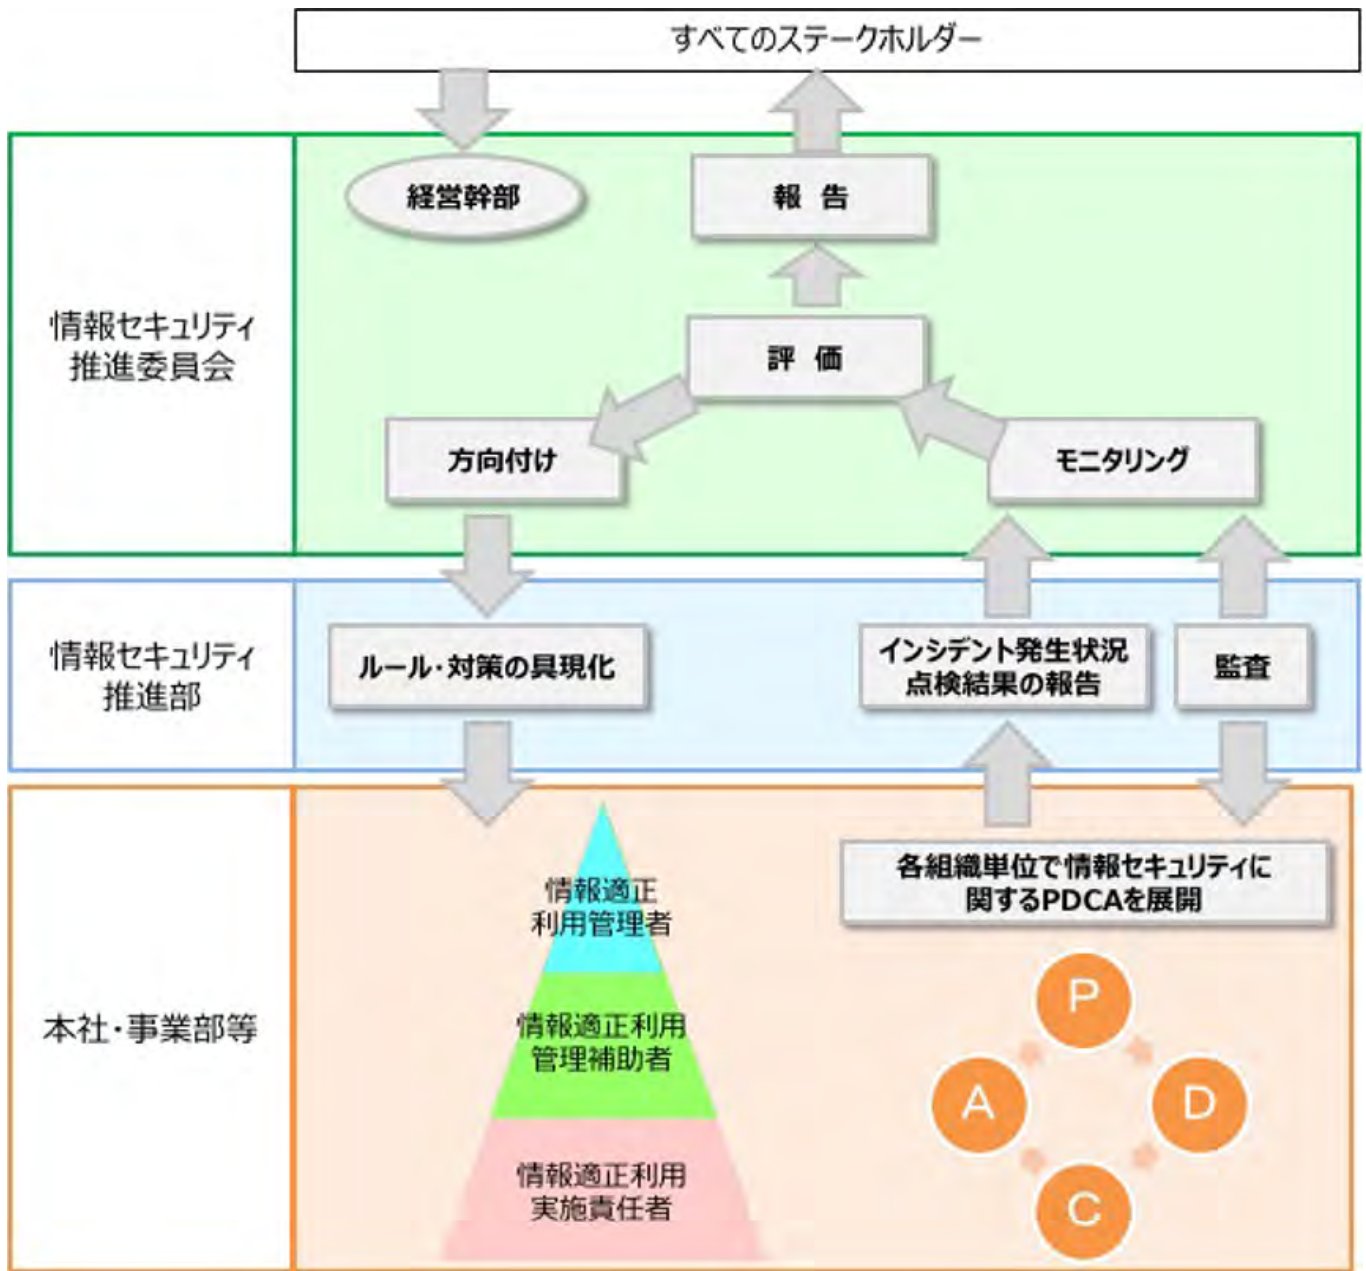 すべてのステークホルダー
情報セキュリティ
推進委員会
経営幹部
報 告
評 価
方向付け
モニタリング
情報セキュリティ
推進部
ルール・対策の具現化
インシデント発生状況
点検結果の報告
監査
本社・事業部等
情報適正
利用管理者
情報適正利用
管理補助者
情報適正利用
実施責任者
各組織単位で情報セキュリティに
関するPDCAを展開
P
A
D
C